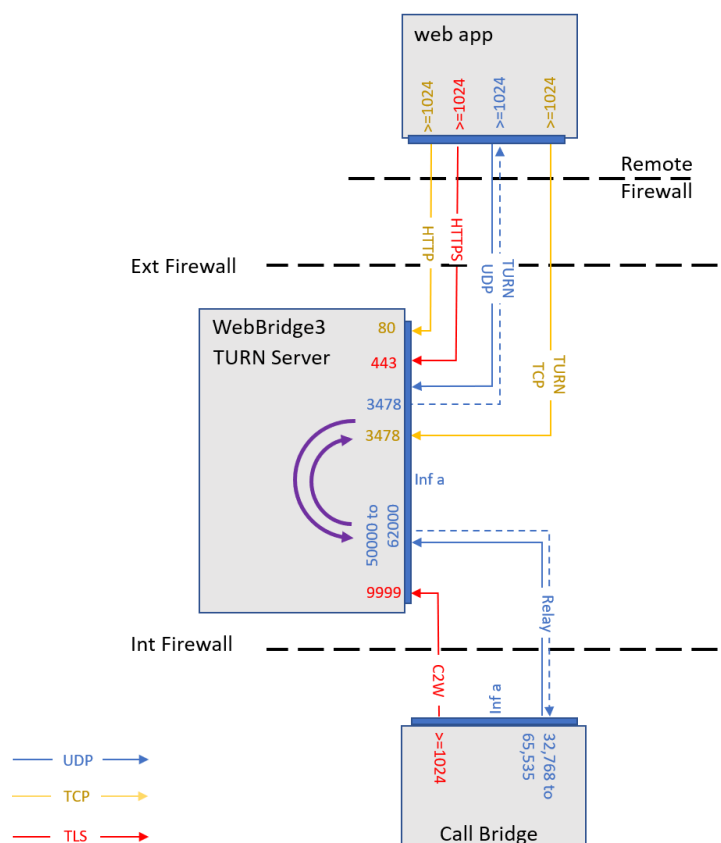 web app
>=1024
>=1024
>=1024
>=1024
Remote
Firewall
HTTP
HTTPS
TURN
UDP
Ext Firewall
WebBridge3
TURN Server
80
443
3478
3478
TURN
TCP
Inf a
50000 to
62000
9999
Relay
Int Firewall
C2W
Inf a
>=1024
32,768 to
65,535
UDP
TCP
TLS
Call Bridge